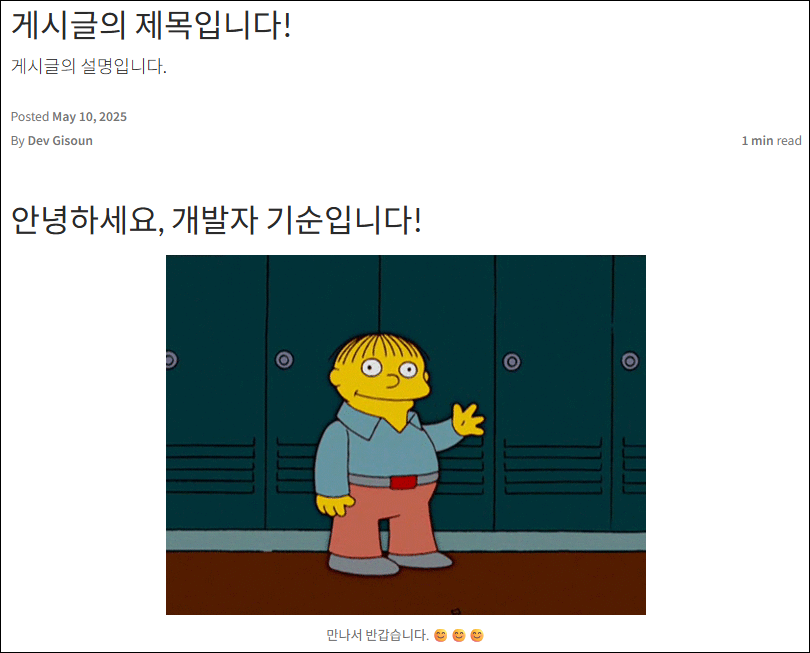 게시글의 제목입니다!
게시글의 설명입니다.
Posted May 10, 2025
By Dev Gisoun 1 min read
안녕하세요, 개발자 기순입니다!
만나서 반갑습니다. 😊 😊 😊